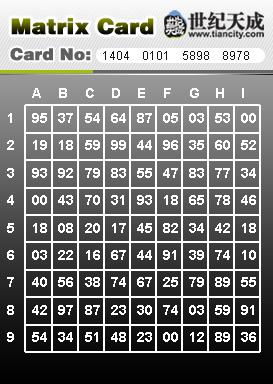 Matrix Card 世纪天成
www.tiancity.com
Card No: 1404 0101 5898 8978
A B C D E F G H I
1 95 37 54 64 87 05 03 53 00
2 19 18 59 99 44 96 35 60 52
3 93 92 79 83 55 47 83 77 34
4 00 43 70 31 93 18 65 78 46
5 18 08 20 17 45 82 34 42 18
6 03 22 16 67 44 91 39 74 10
7 40 56 38 74 67 25 79 89 55
8 42 97 87 23 30 74 03 59 91
9 54 34 51 48 23 00 12 89 36